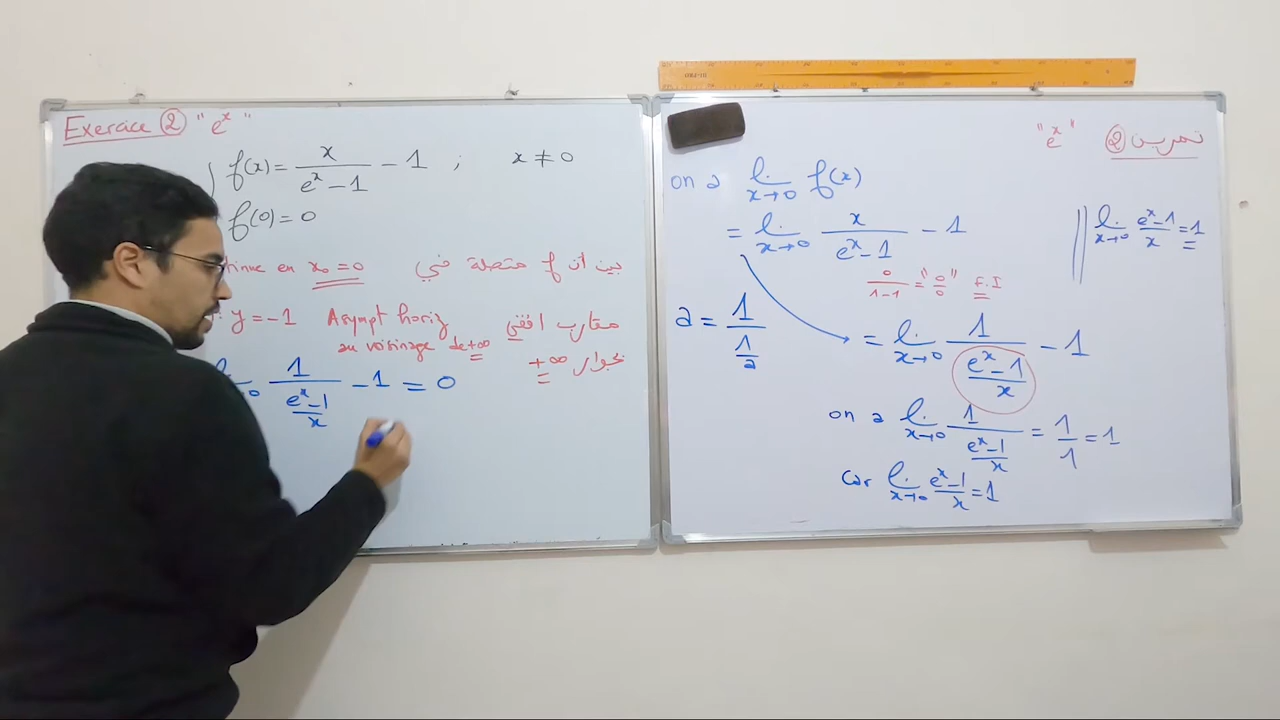 Exercice ② "eˣ"
f(x) = x/(eˣ-1) - 1 ; x ≠ 0
f(0) = 0
en x₀ = 0 بين أن f متصلة في
y = -1 Asympt horiz مقارب افقي
au voisinage de +∞ بجوار +∞
1/((eˣ-1)/x) - 1 = 0
تمرين ② "eˣ"
on a lim x→0 f(x)
= lim x→0 x/(eˣ-1) - 1
lim x→0 (eˣ-1)/x = 1
0/(1-1) = "0/0" F.I
a = 1/(1/a)
= lim x→0 1/((eˣ-1)/x) - 1
on a lim x→0 1/((eˣ-1)/x) = 1/1 = 1
Car lim x→0 (eˣ-1)/x = 1